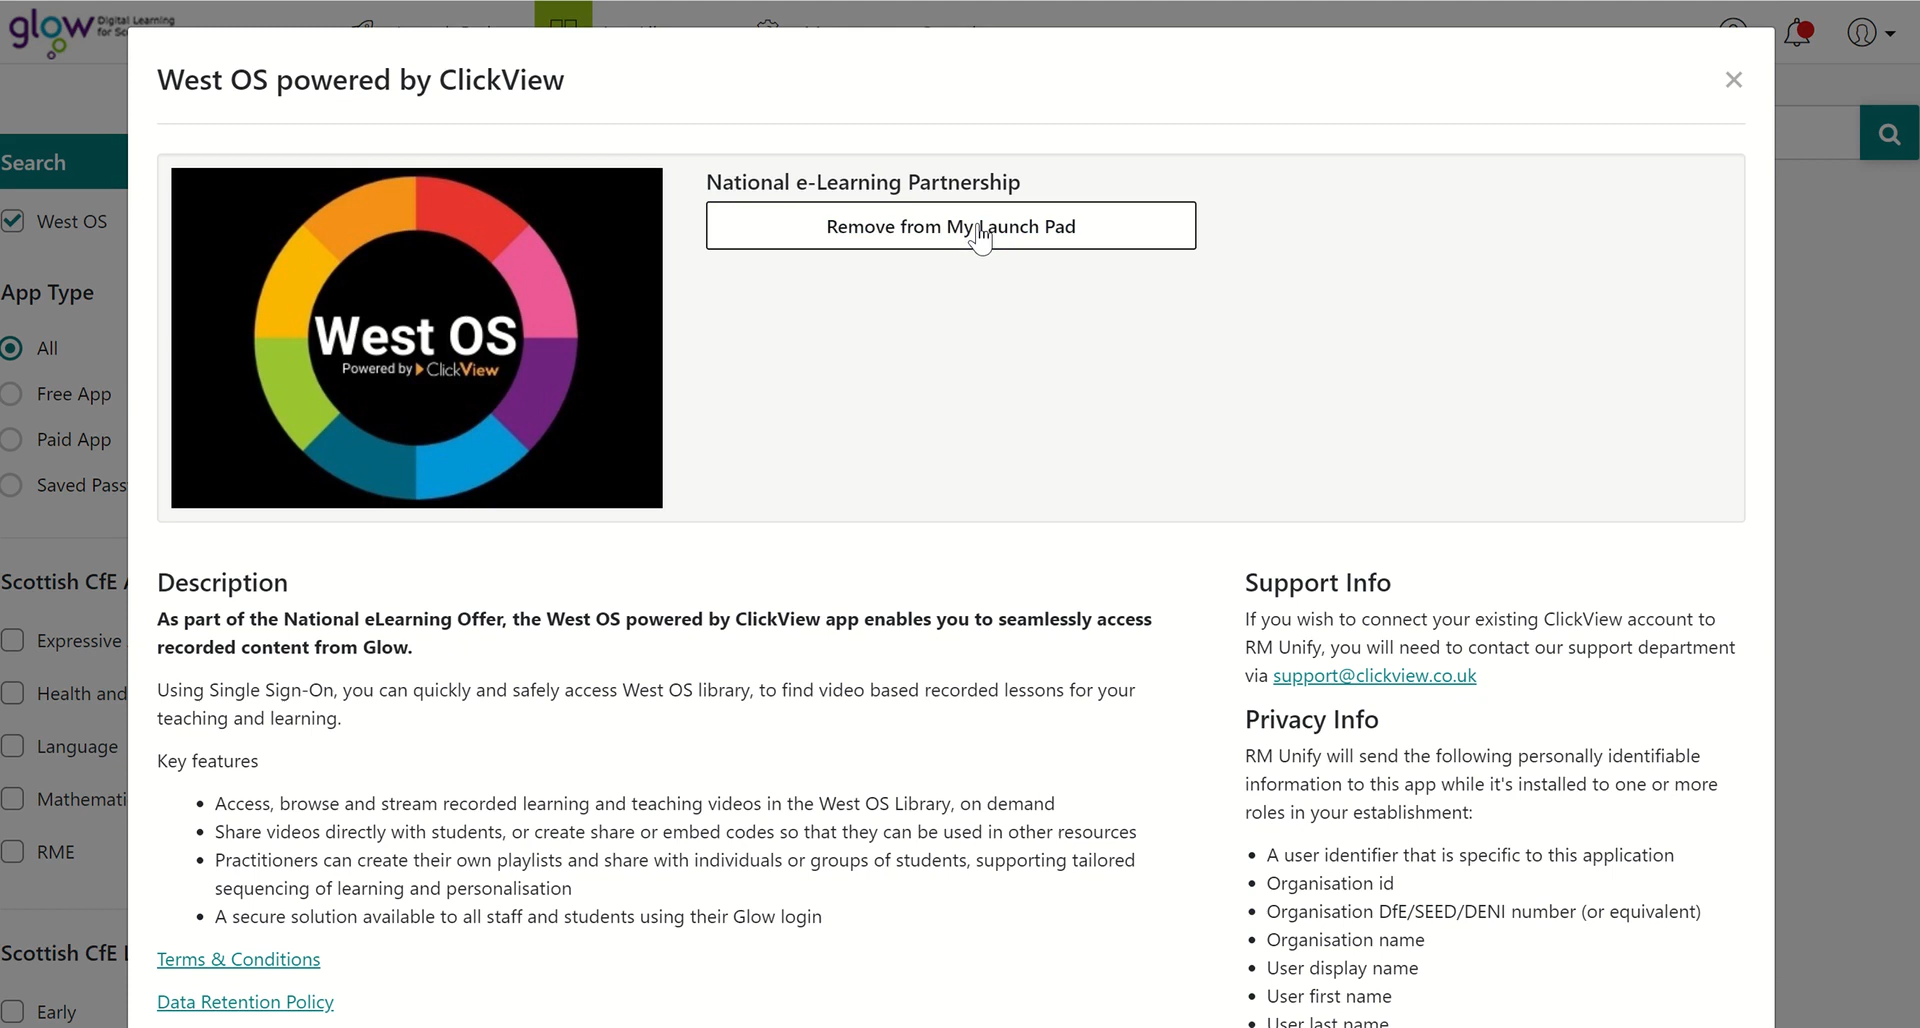 glow Digital Learning
for Sc
West OS powered by ClickView
×
Search
West OS
App Type
All
Free App
Paid App
Saved Pass
Scottish CfE A
Expressive
Health and
Language
Mathemati
RME
Scottish CfE L
Early
West OS
Powered by ClickView
National e-Learning Partnership
Remove from My Launch Pad
Description
As part of the National eLearning Offer, the West OS powered by ClickView app enables you to seamlessly access
recorded content from Glow.
Using Single Sign-On, you can quickly and safely access West OS library, to find video based recorded lessons for your
teaching and learning.
Key features
• Access, browse and stream recorded learning and teaching videos in the West OS Library, on demand
• Share videos directly with students, or create share or embed codes so that they can be used in other resources
• Practitioners can create their own playlists and share with individuals or groups of students, supporting tailored
sequencing of learning and personalisation
• A secure solution available to all staff and students using their Glow login
Terms & Conditions
Data Retention Policy
Support Info
If you wish to connect your existing ClickView account to
RM Unify, you will need to contact our support department
via support@clickview.co.uk
Privacy Info
RM Unify will send the following personally identifiable
information to this app while it's installed to one or more
roles in your establishment:
• A user identifier that is specific to this application
• Organisation id
• Organisation DfE/SEED/DENI number (or equivalent)
• Organisation name
• User display name
• User first name
• User last name